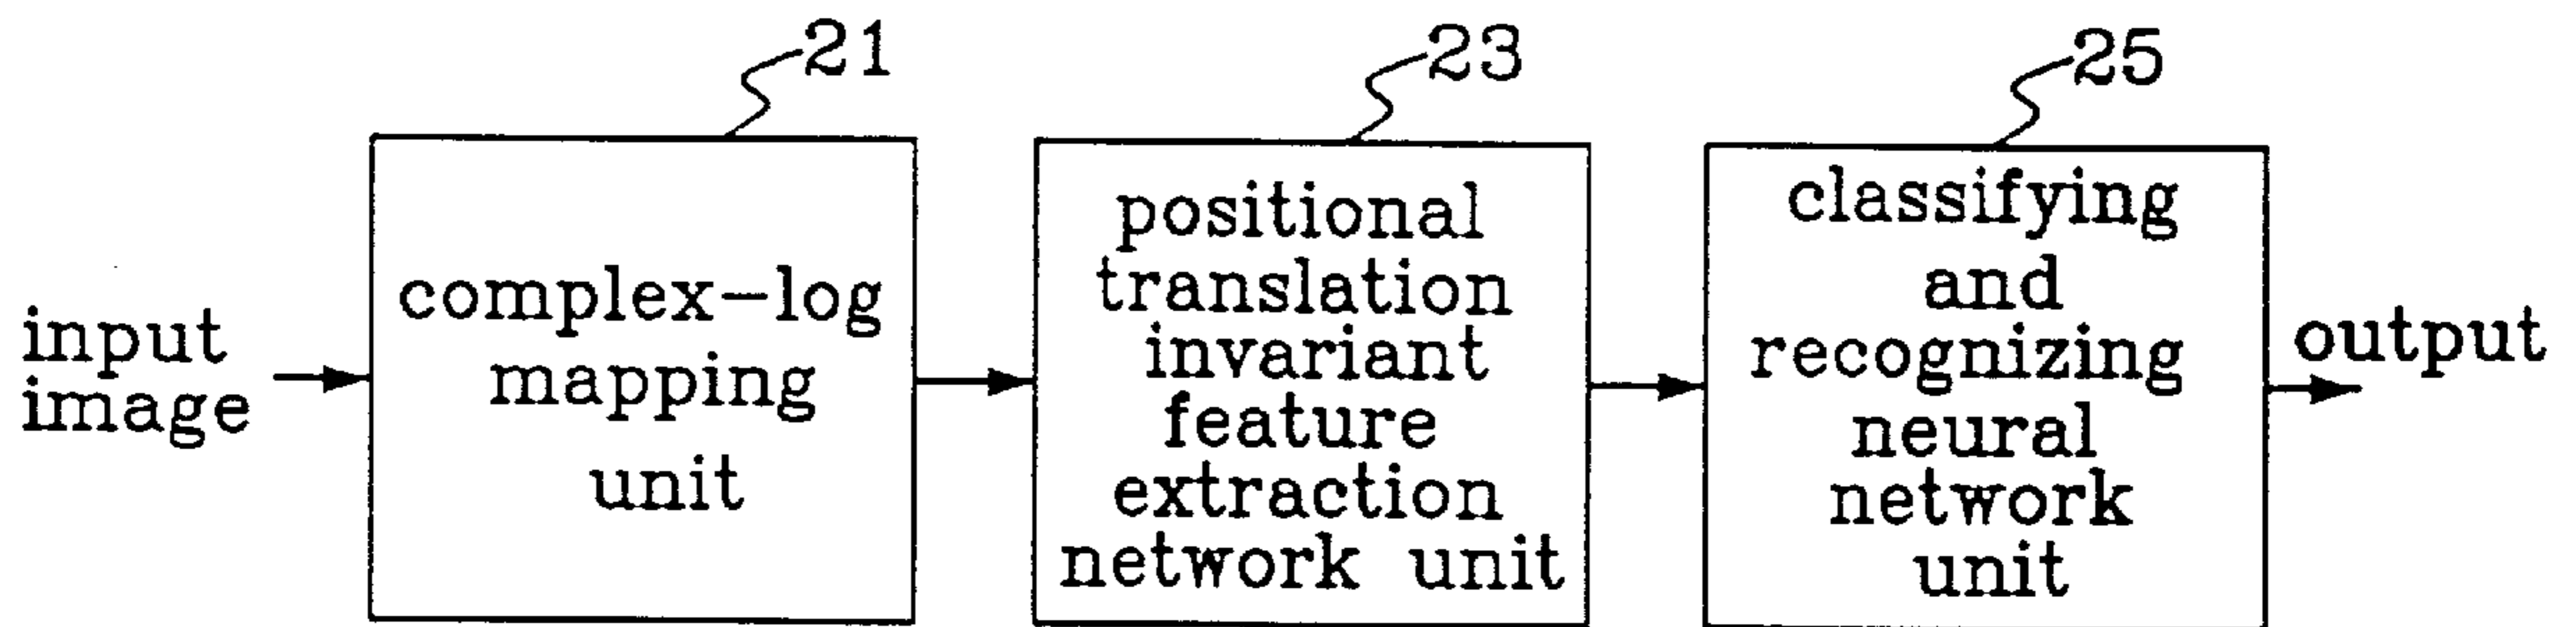 21
23
25
input
image
complex-log
mapping
unit
positional
translation
invariant
feature
extraction
network unit
classifying
and
recognizing
neural
network
unit
output